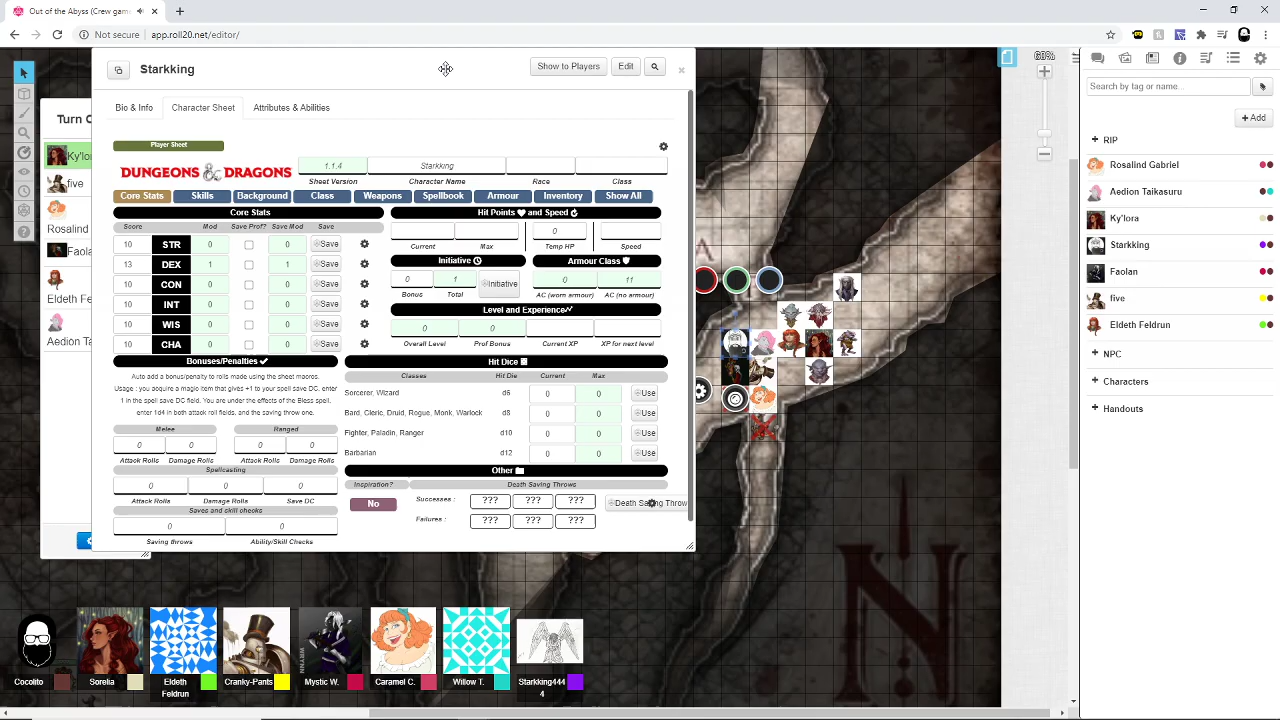 Out of the Abyss (Crew game
Not secure | app.roll20.net/editor/
Starkking
Show to Players
Edit
Bio & Info
Character Sheet
Attributes & Abilities
Player Sheet
DUNGEONS & DRAGONS
1.1.4
Starkking
Sheet Version
Character Name
Race
Class
Core Stats
Skills
Background
Class
Weapons
Spellbook
Armour
Inventory
Show All
Core Stats
Score
Mod
Save Prof?
Save Mod
Save
10 STR 0 0 Save
13 DEX 1 1 Save
10 CON 0 0 Save
10 INT 0 0 Save
10 WIS 0 0 Save
10 CHA 0 0 Save
Hit Points and Speed
0
Current
Max
Temp HP
Speed
Initiative
Armour Class
0
1
Initiative
0
11
Bonus
Total
AC (worn armour)
AC (no armour)
Level and Experience
0
0
Overall Level
Prof Bonus
Current XP
XP for next level
Bonuses/Penalties
Auto add a bonus/penalty to rolls made using the sheet macros.
Usage : you acquire a magic item that gives +1 to your spell save DC, enter
1 in the spell save DC field. You are under the effects of the Bless spell,
enter 1d4 in both attack roll fields, and the saving throw one.
Melee
Ranged
0
0
0
0
Attack Rolls
Damage Rolls
Attack Rolls
Damage Rolls
Spellcasting
0
0
0
Attack Rolls
Damage Rolls
Save DC
Saves and skill checks
0
0
Saving throws
Ability/Skill Checks
Hit Dice
Classes
Hit Die
Current
Max
Sorcerer, Wizard d6 0 0 Use
Bard, Cleric, Druid, Rogue, Monk, Warlock d8 0 0 Use
Fighter, Paladin, Ranger d10 0 0 Use
Barbarian d12 0 0 Use
Other
Inspiration?
Death Saving Throws
No
Successes : ??? ??? ???
Failures : ??? ??? ???
Death Saving Throw
Turn O
Ky'lo
five
Rosalind
Faola
Eldeth Fe
Aedion Ta
68%
Search by tag or name...
Add
RIP
Rosalind Gabriel
Aedion Taikasuru
Ky'lora
Starkking
Faolan
five
Eldeth Feldrun
NPC
Characters
Handouts
N
Cocolito
Sorelia
Eldeth
Feldrun
Cranky-Pants
Mystic W.
Caramel C.
Willow T.
Starkking444
4